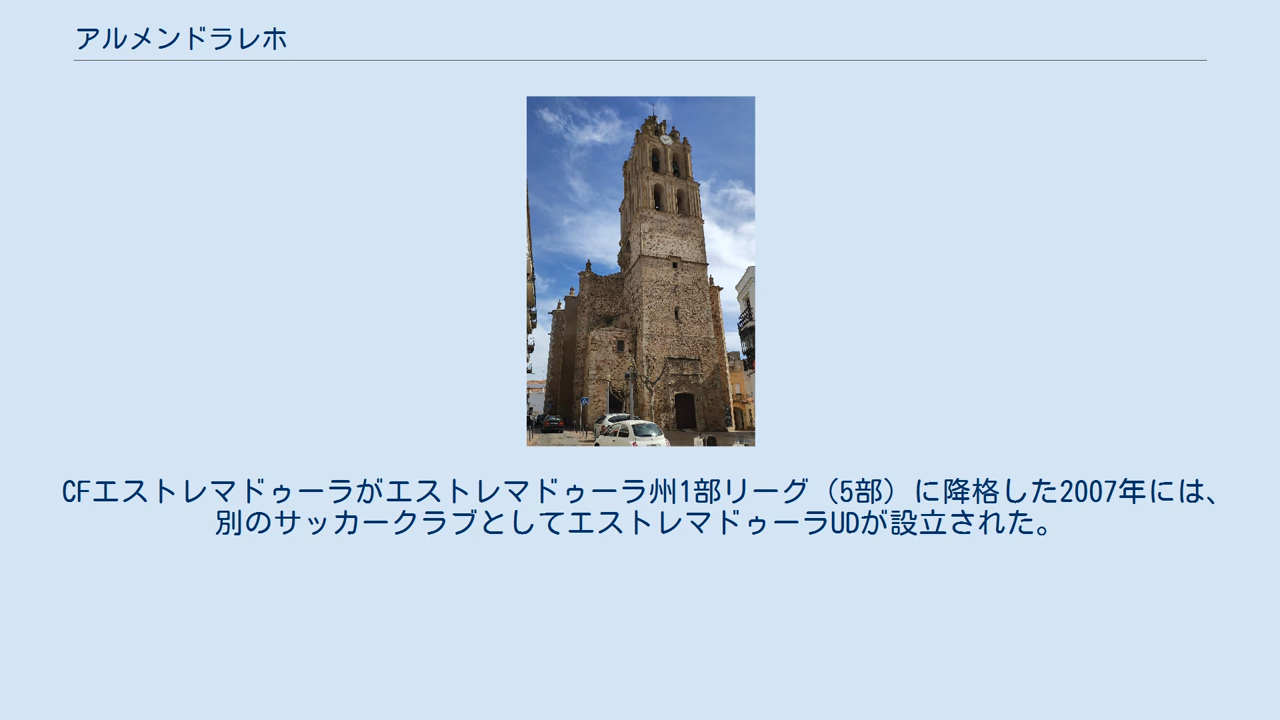 アルメンドラレホ
CFエストレマドゥーラがエストレマドゥーラ州1部リーグ（5部）に降格した2007年には、
別のサッカークラブとしてエストレマドゥーラUDが設立された。